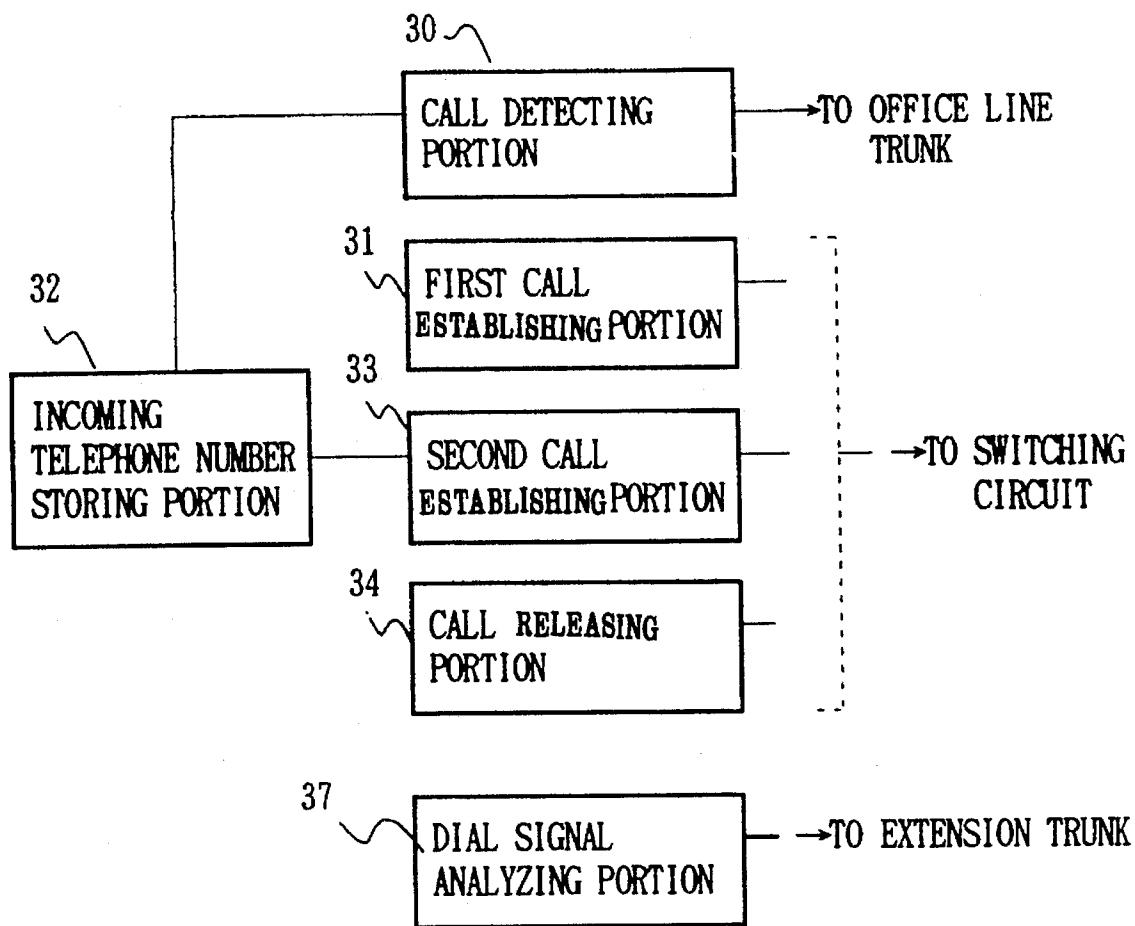 30
CALL DETECTING
PORTION
→TO OFFICE LINE
TRUNK
31
FIRST CALL
ESTABLISHING PORTION
32
INCOMING
TELEPHONE NUMBER
STORING PORTION
33
SECOND CALL
ESTABLISHING PORTION
→TO SWITCHING
CIRCUIT
34
CALL RELEASING
PORTION
37
DIAL SIGNAL
ANALYZING PORTION
→TO EXTENSION TRUNK